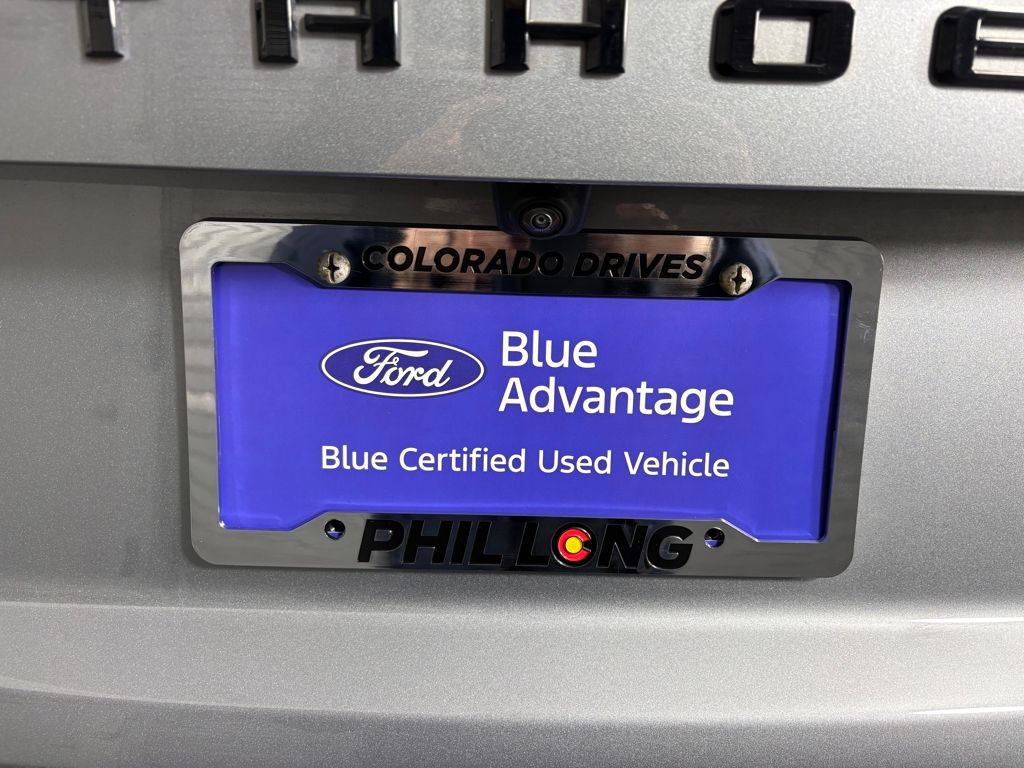 TAHOE
COLORADO DRIVES
Ford
Blue
Advantage
Blue Certified Used Vehicle
PHIL LONG